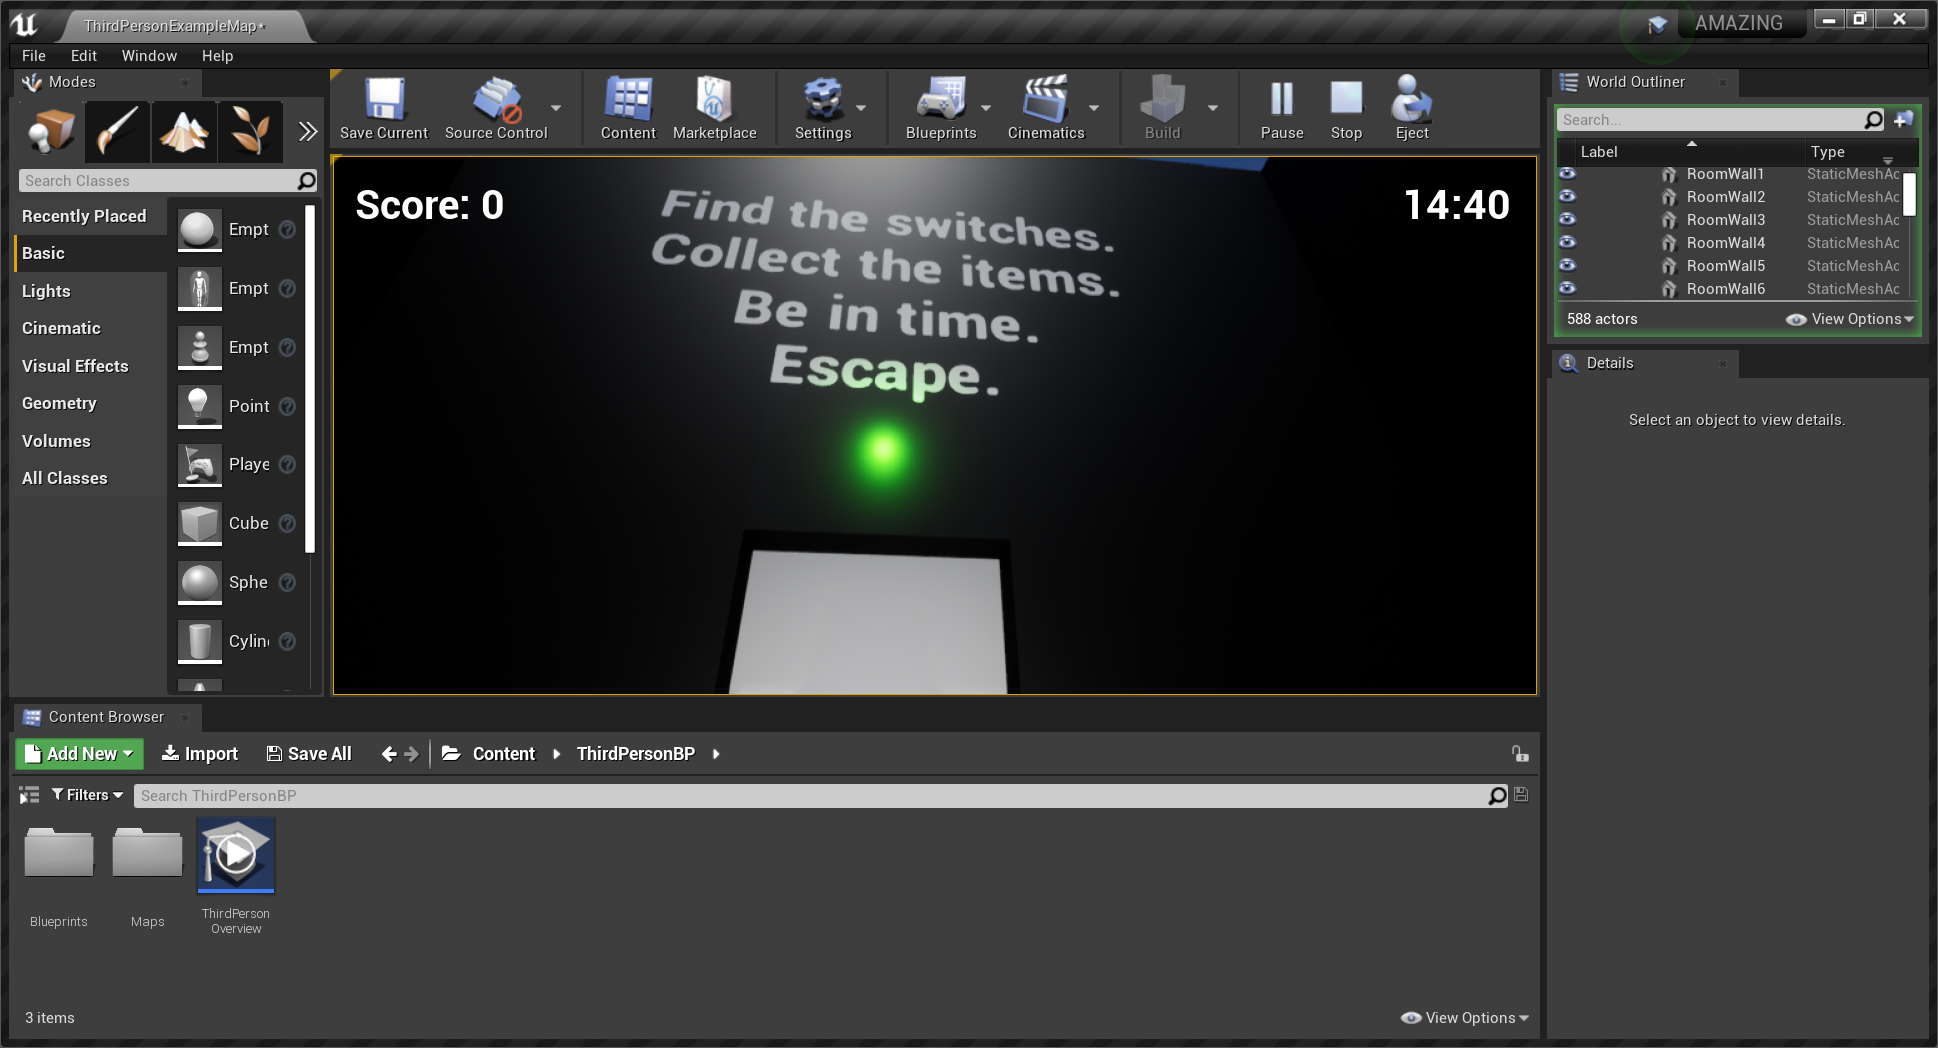 ThirdPersonExampleMap*
AMAZING
File Edit Window Help
Modes
Save Current
Source Control
Content
Marketplace
Settings
Blueprints
Cinematics
Build
Pause
Stop
Eject
World Outliner
Search...
Label Type
RoomWall1 StaticMeshAc
RoomWall2 StaticMeshAc
RoomWall3 StaticMeshAc
RoomWall4 StaticMeshAc
RoomWall5 StaticMeshAc
RoomWall6 StaticMeshAc
588 actors
View Options
Details
Select an object to view details.
Search Classes
Recently Placed
Basic
Lights
Cinematic
Visual Effects
Geometry
Volumes
All Classes
Empt
Empt
Empt
Point
Playe
Cube
Sphe
Cylin
Score: 0
14:40
Find the switches.
Collect the items.
Be in time.
Escape.
Content Browser
Add New
Import
Save All
Content
ThirdPersonBP
Filters
Search ThirdPersonBP
Blueprints
Maps
ThirdPerson
Overview
3 items
View Options